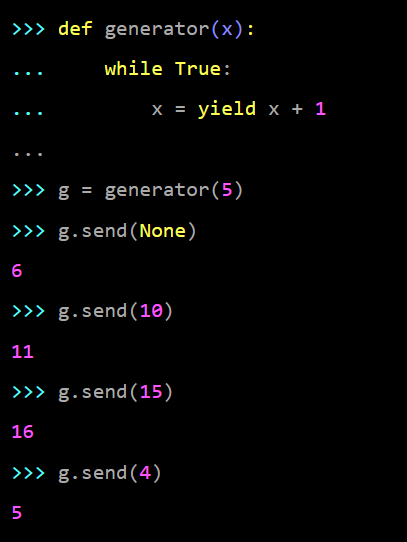 >>> def generator(x):
...     while True:
...         x = yield x + 1
...
>>> g = generator(5)
>>> g.send(None)
6
>>> g.send(10)
11
>>> g.send(15)
16
>>> g.send(4)
5